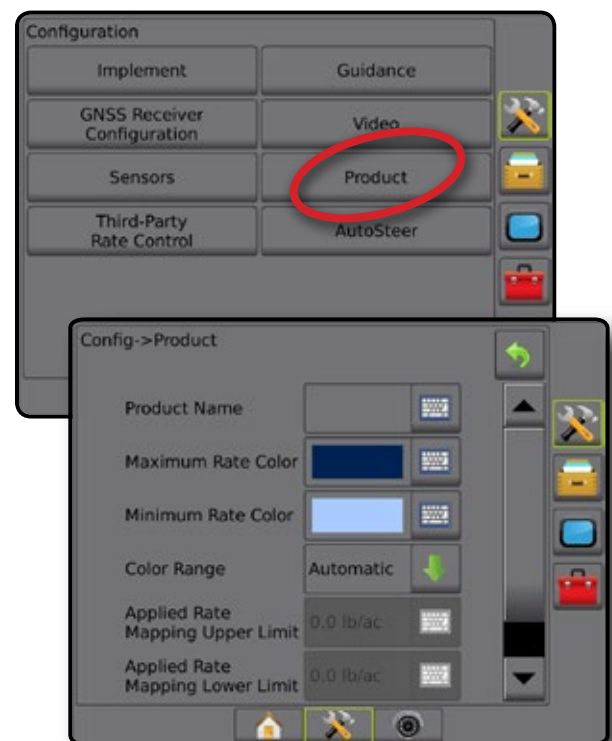 Configuration
Implement
Guidance
GNSS Receiver
Configuration
Video
Sensors
Product
Third-Party
Rate Control
AutoSteer
Config->Product
Product Name
Maximum Rate Color
Minimum Rate Color
Color Range
Automatic
Applied Rate
Mapping Upper Limit
0.0 lb/ac
Applied Rate
Mapping Lower Limit
0.0 lb/ac